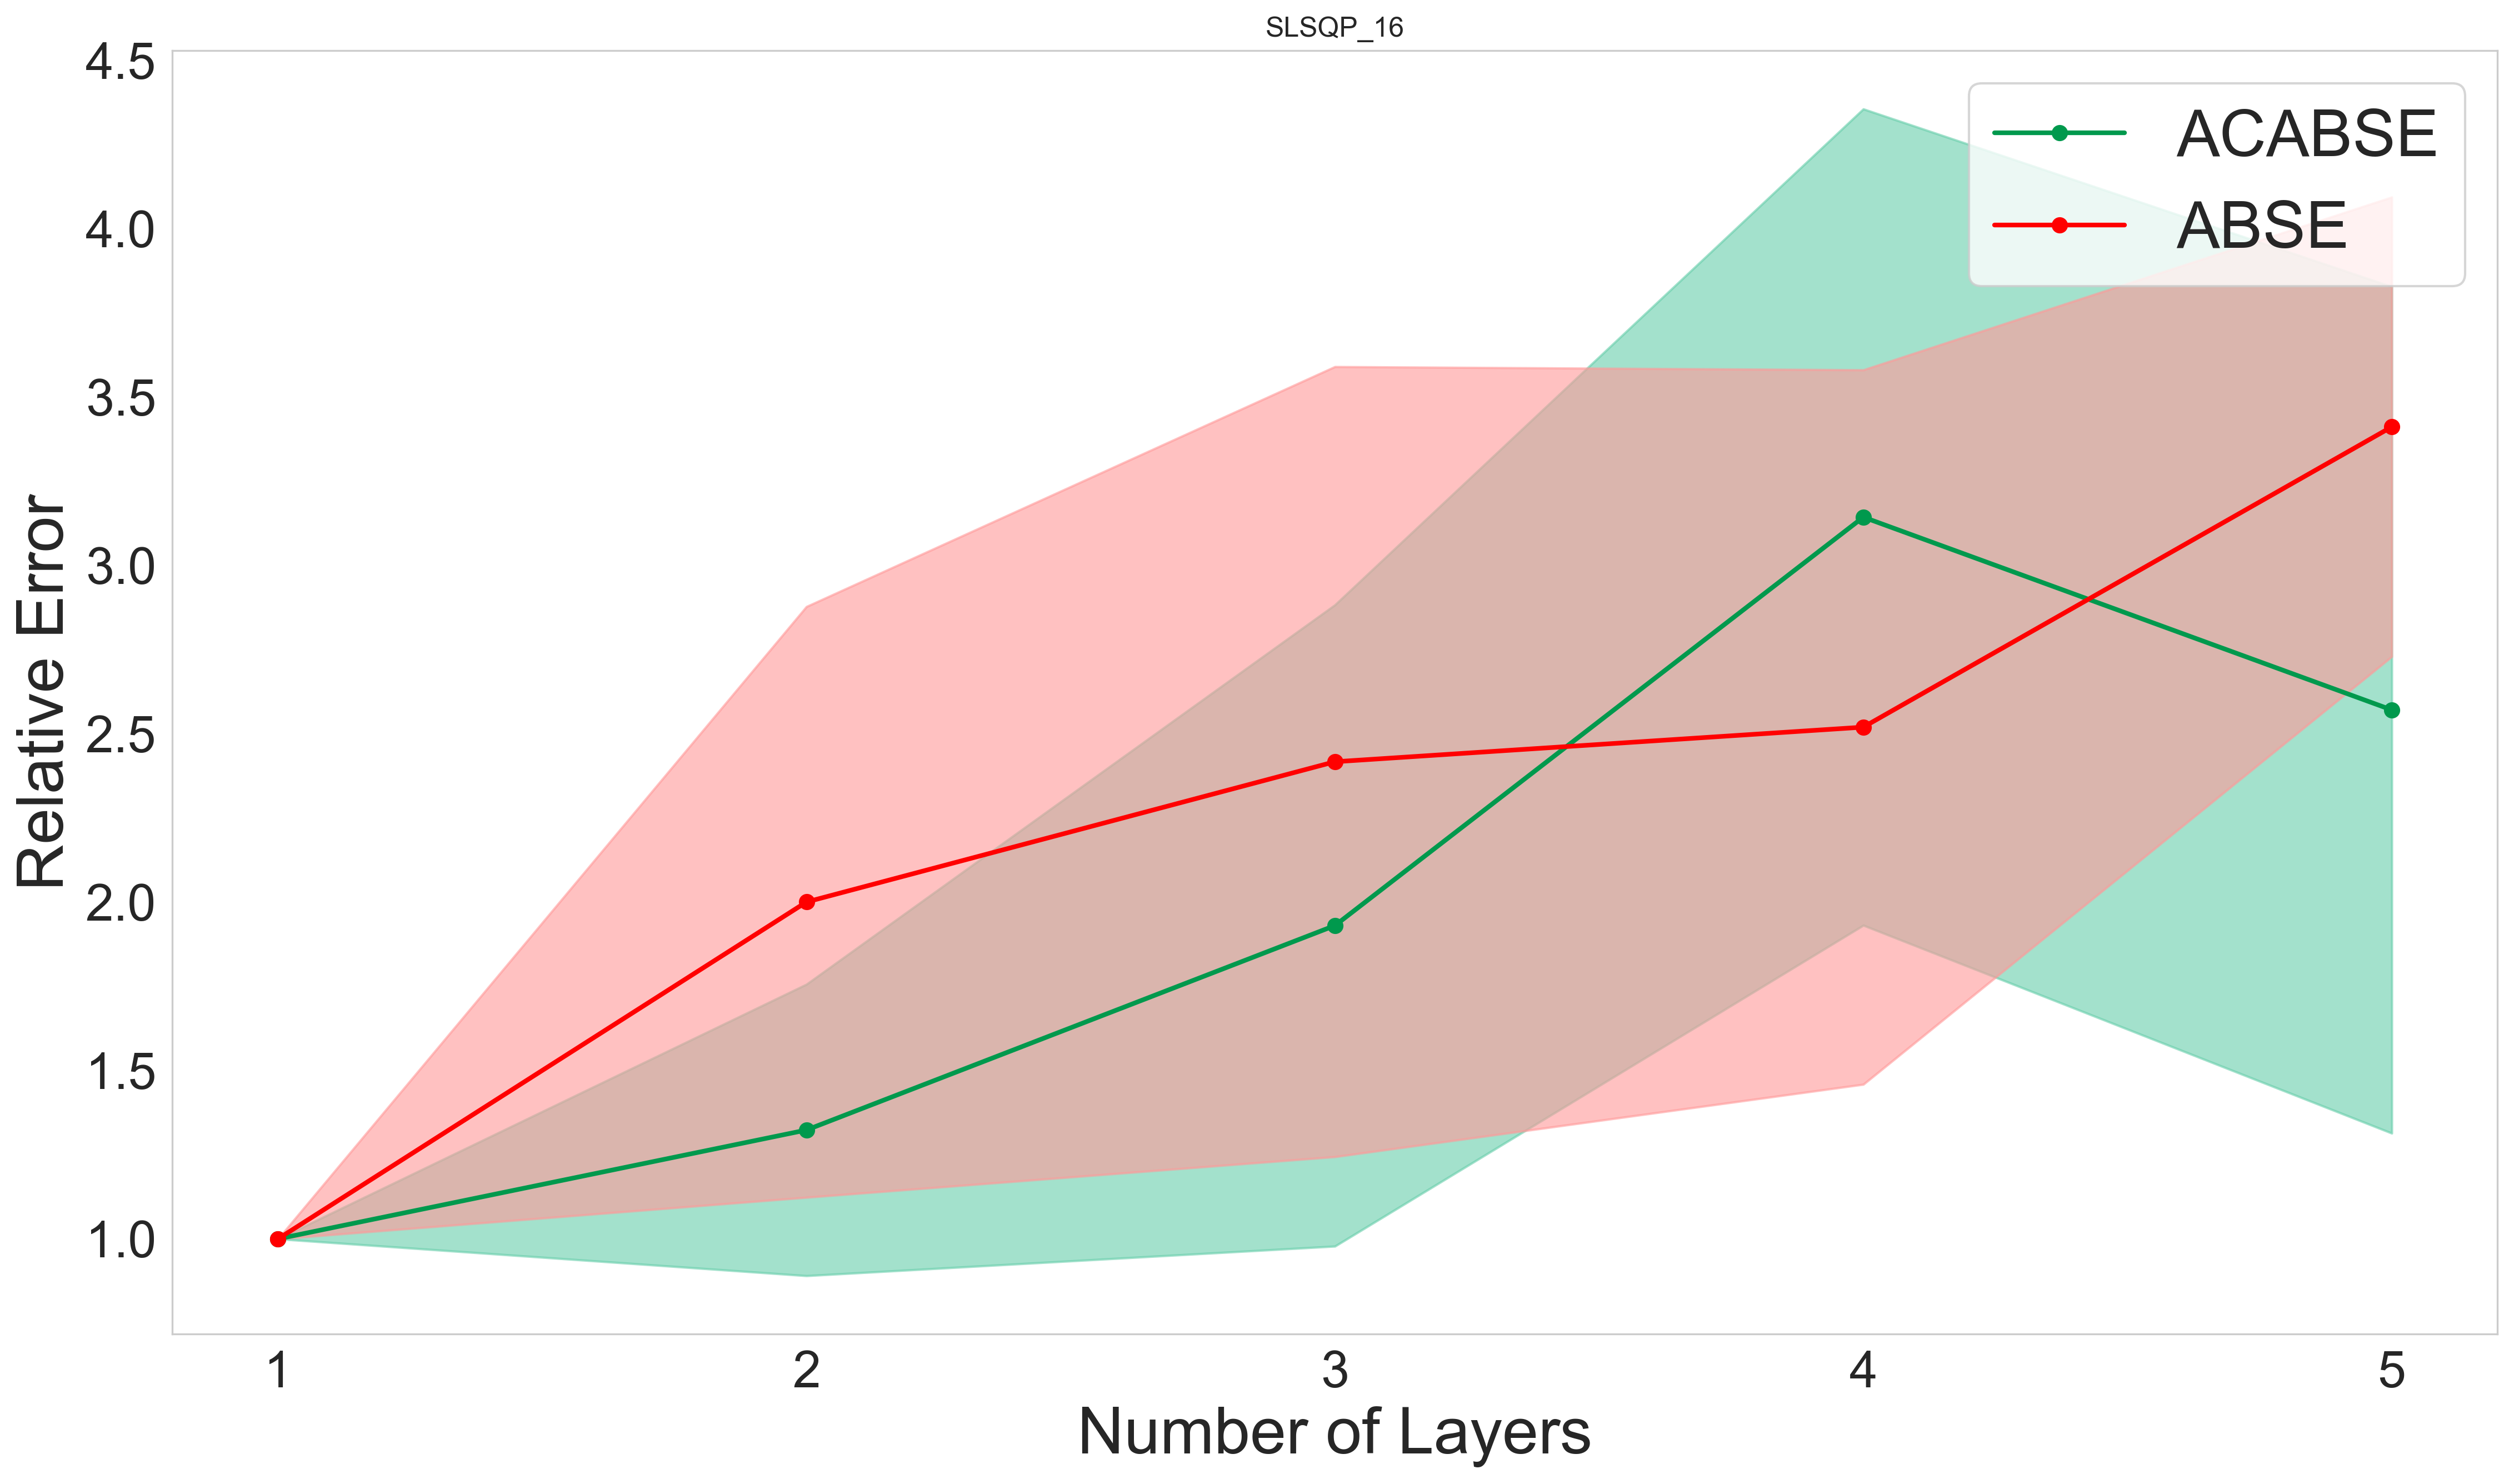 SLSQP_16
4.5
4.0
3.5
3.0
2.5
2.0
1.5
1.0
Relative Error
ACABSE
ABSE
1 2 3 4 5
Number of Layers